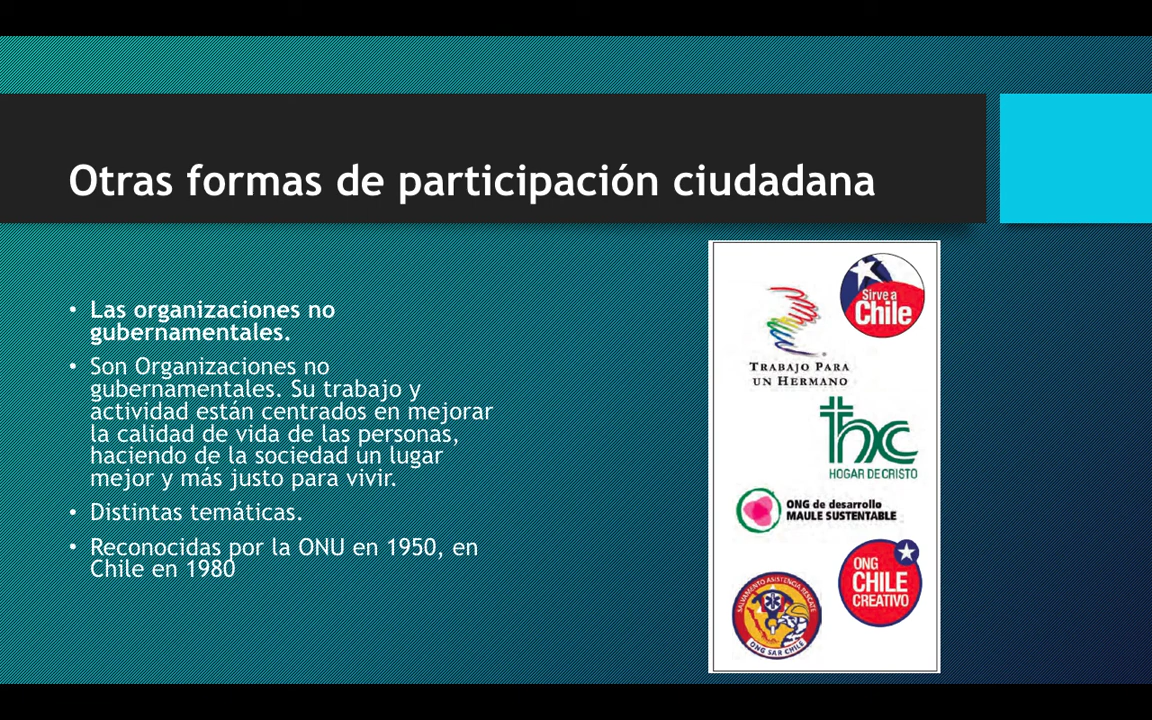 Otras formas de participación ciudadana
• Las organizaciones no
gubernamentales.
• Son Organizaciones no
gubernamentales. Su trabajo y
actividad están centrados en mejorar
la calidad de vida de las personas,
haciendo de la sociedad un lugar
mejor y más justo para vivir.
• Distintas temáticas.
• Reconocidas por la ONU en 1950, en
Chile en 1980
Sirve a
Chile
TRABAJO PARA
UN HERMANO
hc
HOGAR DE CRISTO
ONG de desarrollo
MAULE SUSTENTABLE
ONG
CHILE
CREATIVO
SALVAMENTO ASISTENCIA RESCATE
ONG SAR CHILE